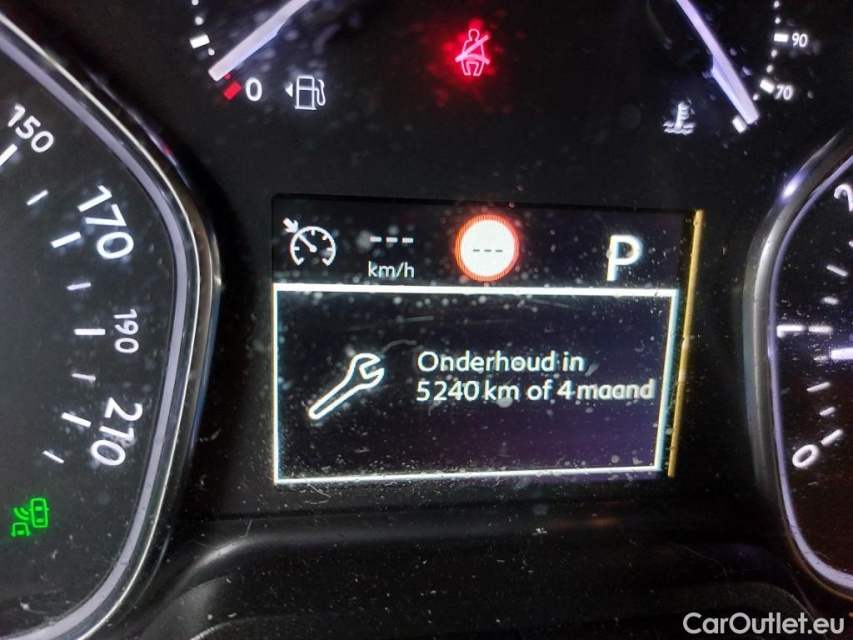 90
0
70
150
170
--- km/h
---
P
190
Onderhoud in
5240 km of 4 maand
210
0
CarOutlet.eu